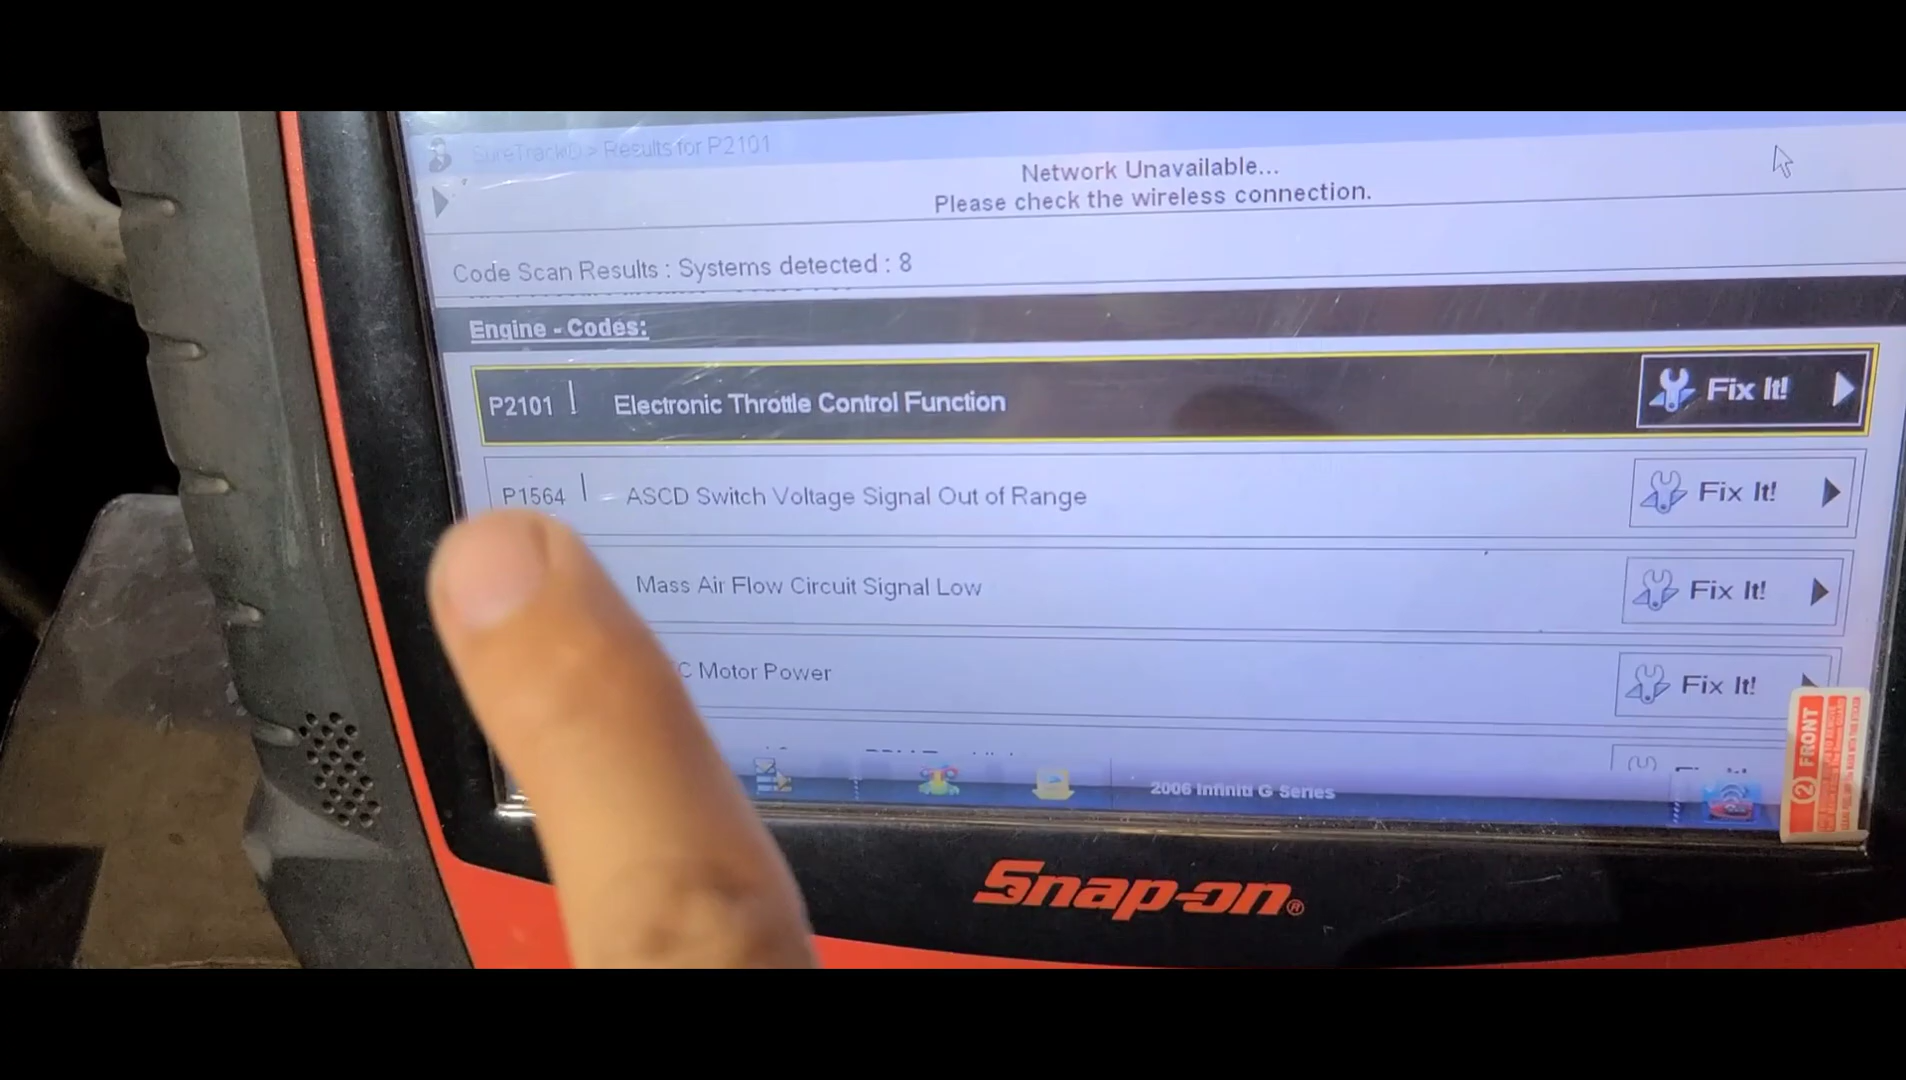 SureTrack® > Results for P2101
Network Unavailable...
Please check the wireless connection.
Code Scan Results : Systems detected : 8
Engine - Codes:
P2101 Electronic Throttle Control Function Fix It!
P1564 ASCD Switch Voltage Signal Out of Range Fix It!
Mass Air Flow Circuit Signal Low Fix It!
C Motor Power Fix It!
2006 Infiniti G Series
(2) FRONT
Snap-on®